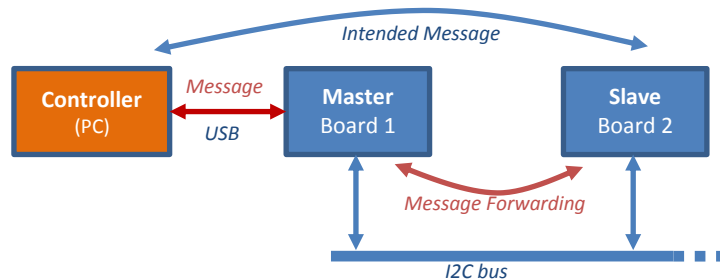 Intended Message
Controller
(PC)
Message
USB
Master
Board 1
Slave
Board 2
Message Forwarding
I2C bus